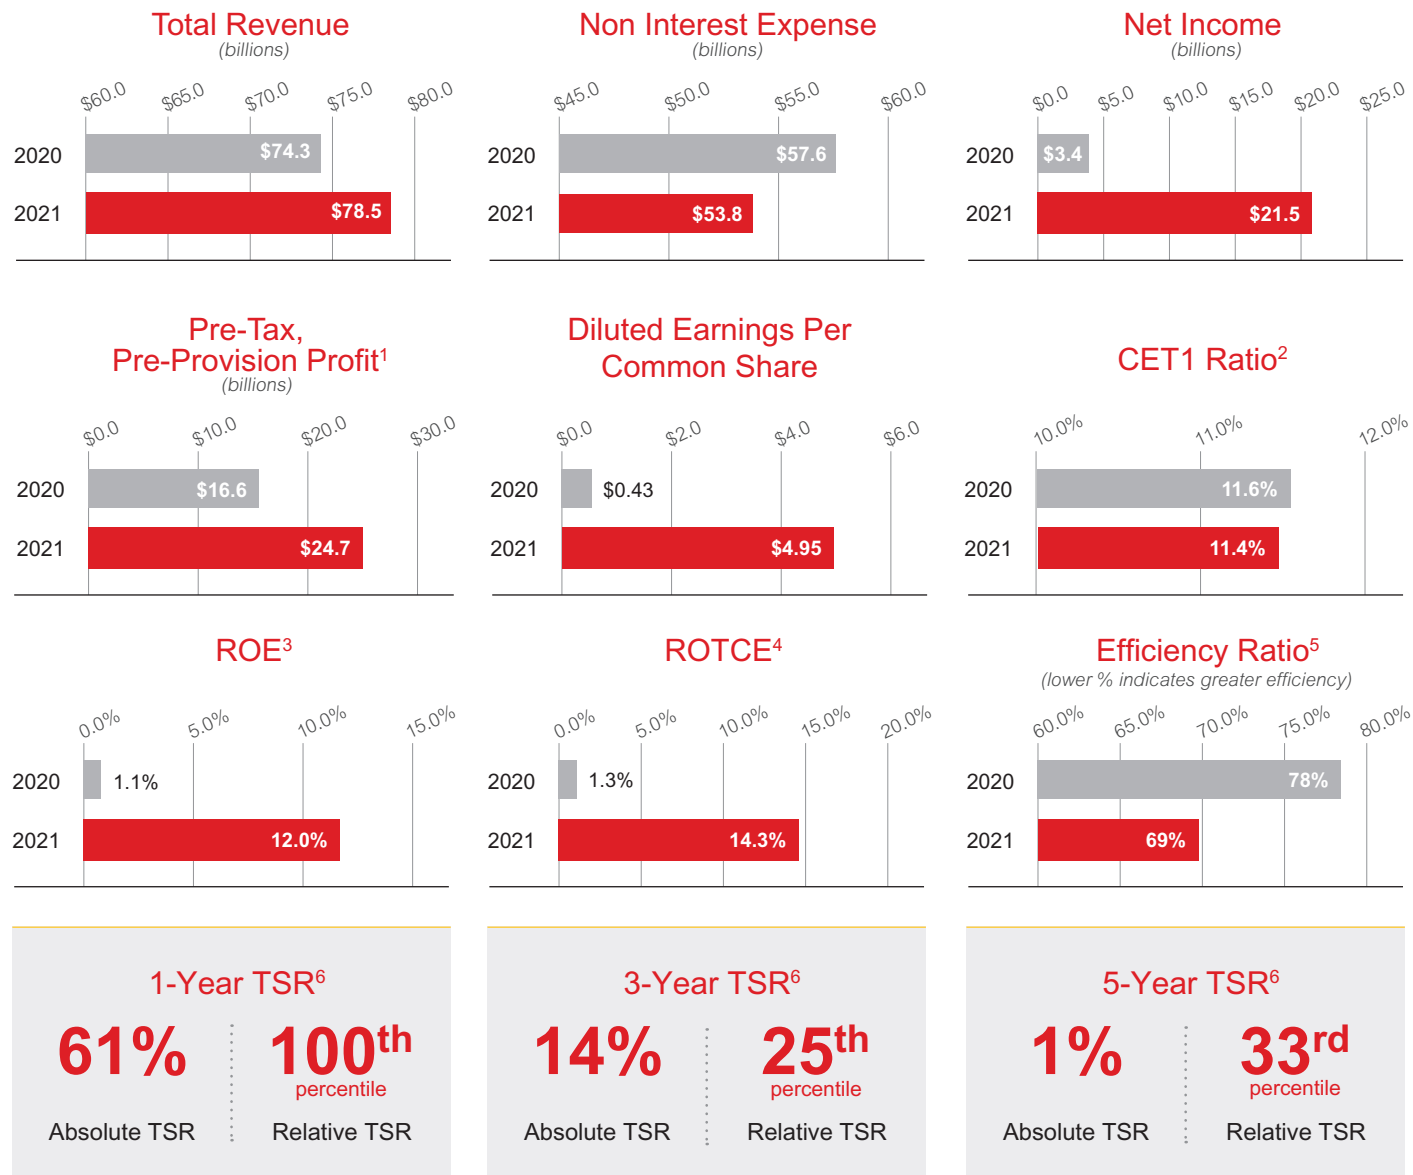 Total Revenue
(billions)
$60.0 $65.0 $70.0 $75.0 $80.0
2020 $74.3
2021 $78.5
Non Interest Expense
(billions)
$45.0 $50.0 $55.0 $60.0
2020 $57.6
2021 $53.8
Net Income
(billions)
$0.0 $5.0 $10.0 $15.0 $20.0 $25.0
2020 $3.4
2021 $21.5
Pre-Tax,
Pre-Provision Profit¹
(billions)
$0.0 $10.0 $20.0 $30.0
2020 $16.6
2021 $24.7
Diluted Earnings Per
Common Share
$0.0 $2.0 $4.0 $6.0
2020 $0.43
2021 $4.95
CET1 Ratio²
10.0% 11.0% 12.0%
2020 11.6%
2021 11.4%
ROE³
0.0% 5.0% 10.0% 15.0%
2020 1.1%
2021 12.0%
ROTCE⁴
0.0% 5.0% 10.0% 15.0% 20.0%
2020 1.3%
2021 14.3%
Efficiency Ratio⁵
(lower % indicates greater efficiency)
60.0% 65.0% 70.0% 75.0% 80.0%
2020 78%
2021 69%
1-Year TSR⁶
61% 100th
percentile
Absolute TSR Relative TSR
3-Year TSR⁶
14% 25th
percentile
Absolute TSR Relative TSR
5-Year TSR⁶
1% 33rd
percentile
Absolute TSR Relative TSR